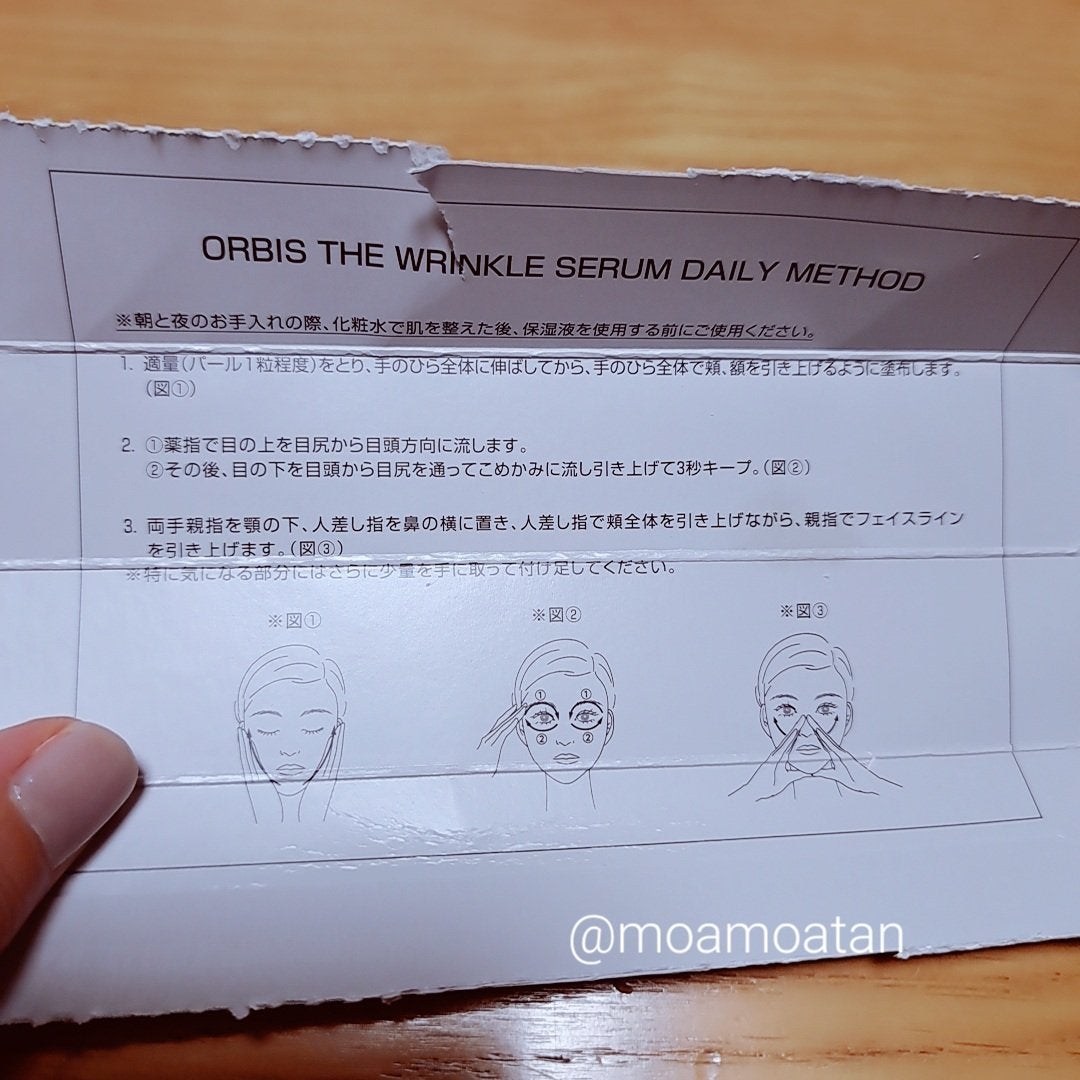 ORBIS THE WRINKLE SERUM DAILY METHOD
※朝と夜のお手入れの際、化粧水で肌を整えた後、保湿液を使用する前にご使用ください。
1. 適量(パール1粒程度)をとり、手のひら全体に伸ばしてから、手のひら全体で頬、額を引き上げるように塗布します。
(図①)
2. ①薬指で目の上を目尻から目頭方向に流します。
②その後、目の下を目頭から目尻を通ってこめかみに流し引き上げて3秒キープ。(図②)
3. 両手親指を顎の下、人差し指を鼻の横に置き、人差し指で頬全体を引き上げながら、親指でフェイスライン
を引き上げます。(図③)
※特に気になる部分にはさらに少量を手に取って付け足してください。
※図① ※図② ※図③
① ①
② ②
@moamoatan